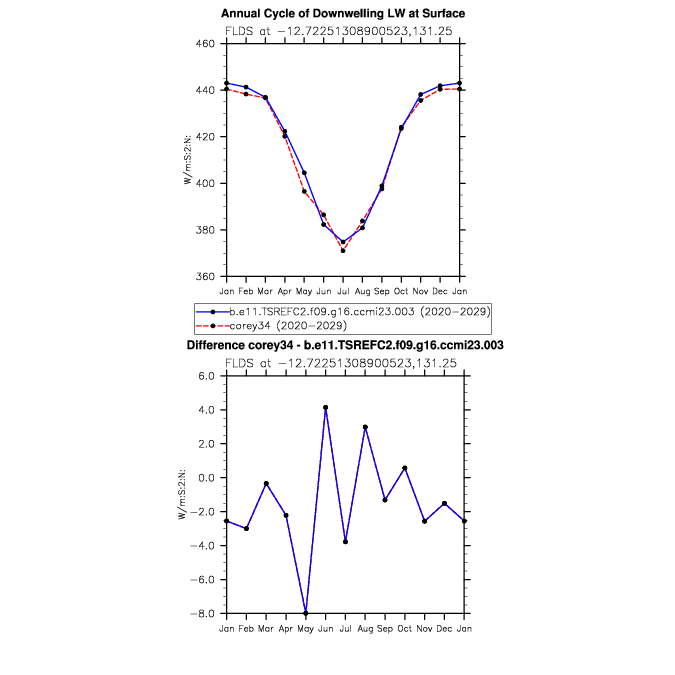 Annual Cycle of Downwelling LW at Surface
FLDS at −12.72251308900523,131.25
460
440
420
400
380
360
W/m:S:2:N:
Jan Feb Mar Apr May Jun Jul Aug Sep Oct Nov Dec Jan
b.e11.TSREFC2.f09.g16.ccmi23.003 (2020−2029)
corey34 (2020−2029)
Difference corey34 - b.e11.TSREFC2.f09.g16.ccmi23.003
FLDS at −12.72251308900523,131.25
6.0
4.0
2.0
0.0
−2.0
−4.0
−6.0
−8.0
W/m:S:2:N:
Jan Feb Mar Apr May Jun Jul Aug Sep Oct Nov Dec Jan